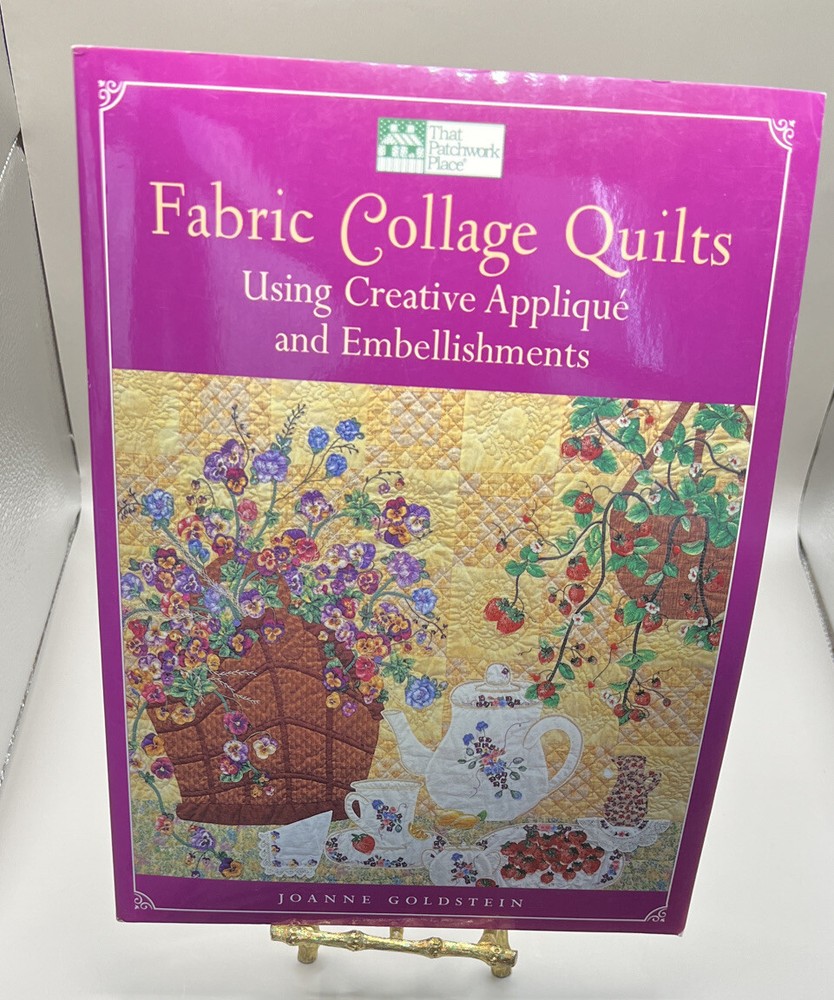 That
Patchwork
Place®
Fabric Collage Quilts
Using Creative Appliqué
and Embellishments
JOANNE GOLDSTEIN